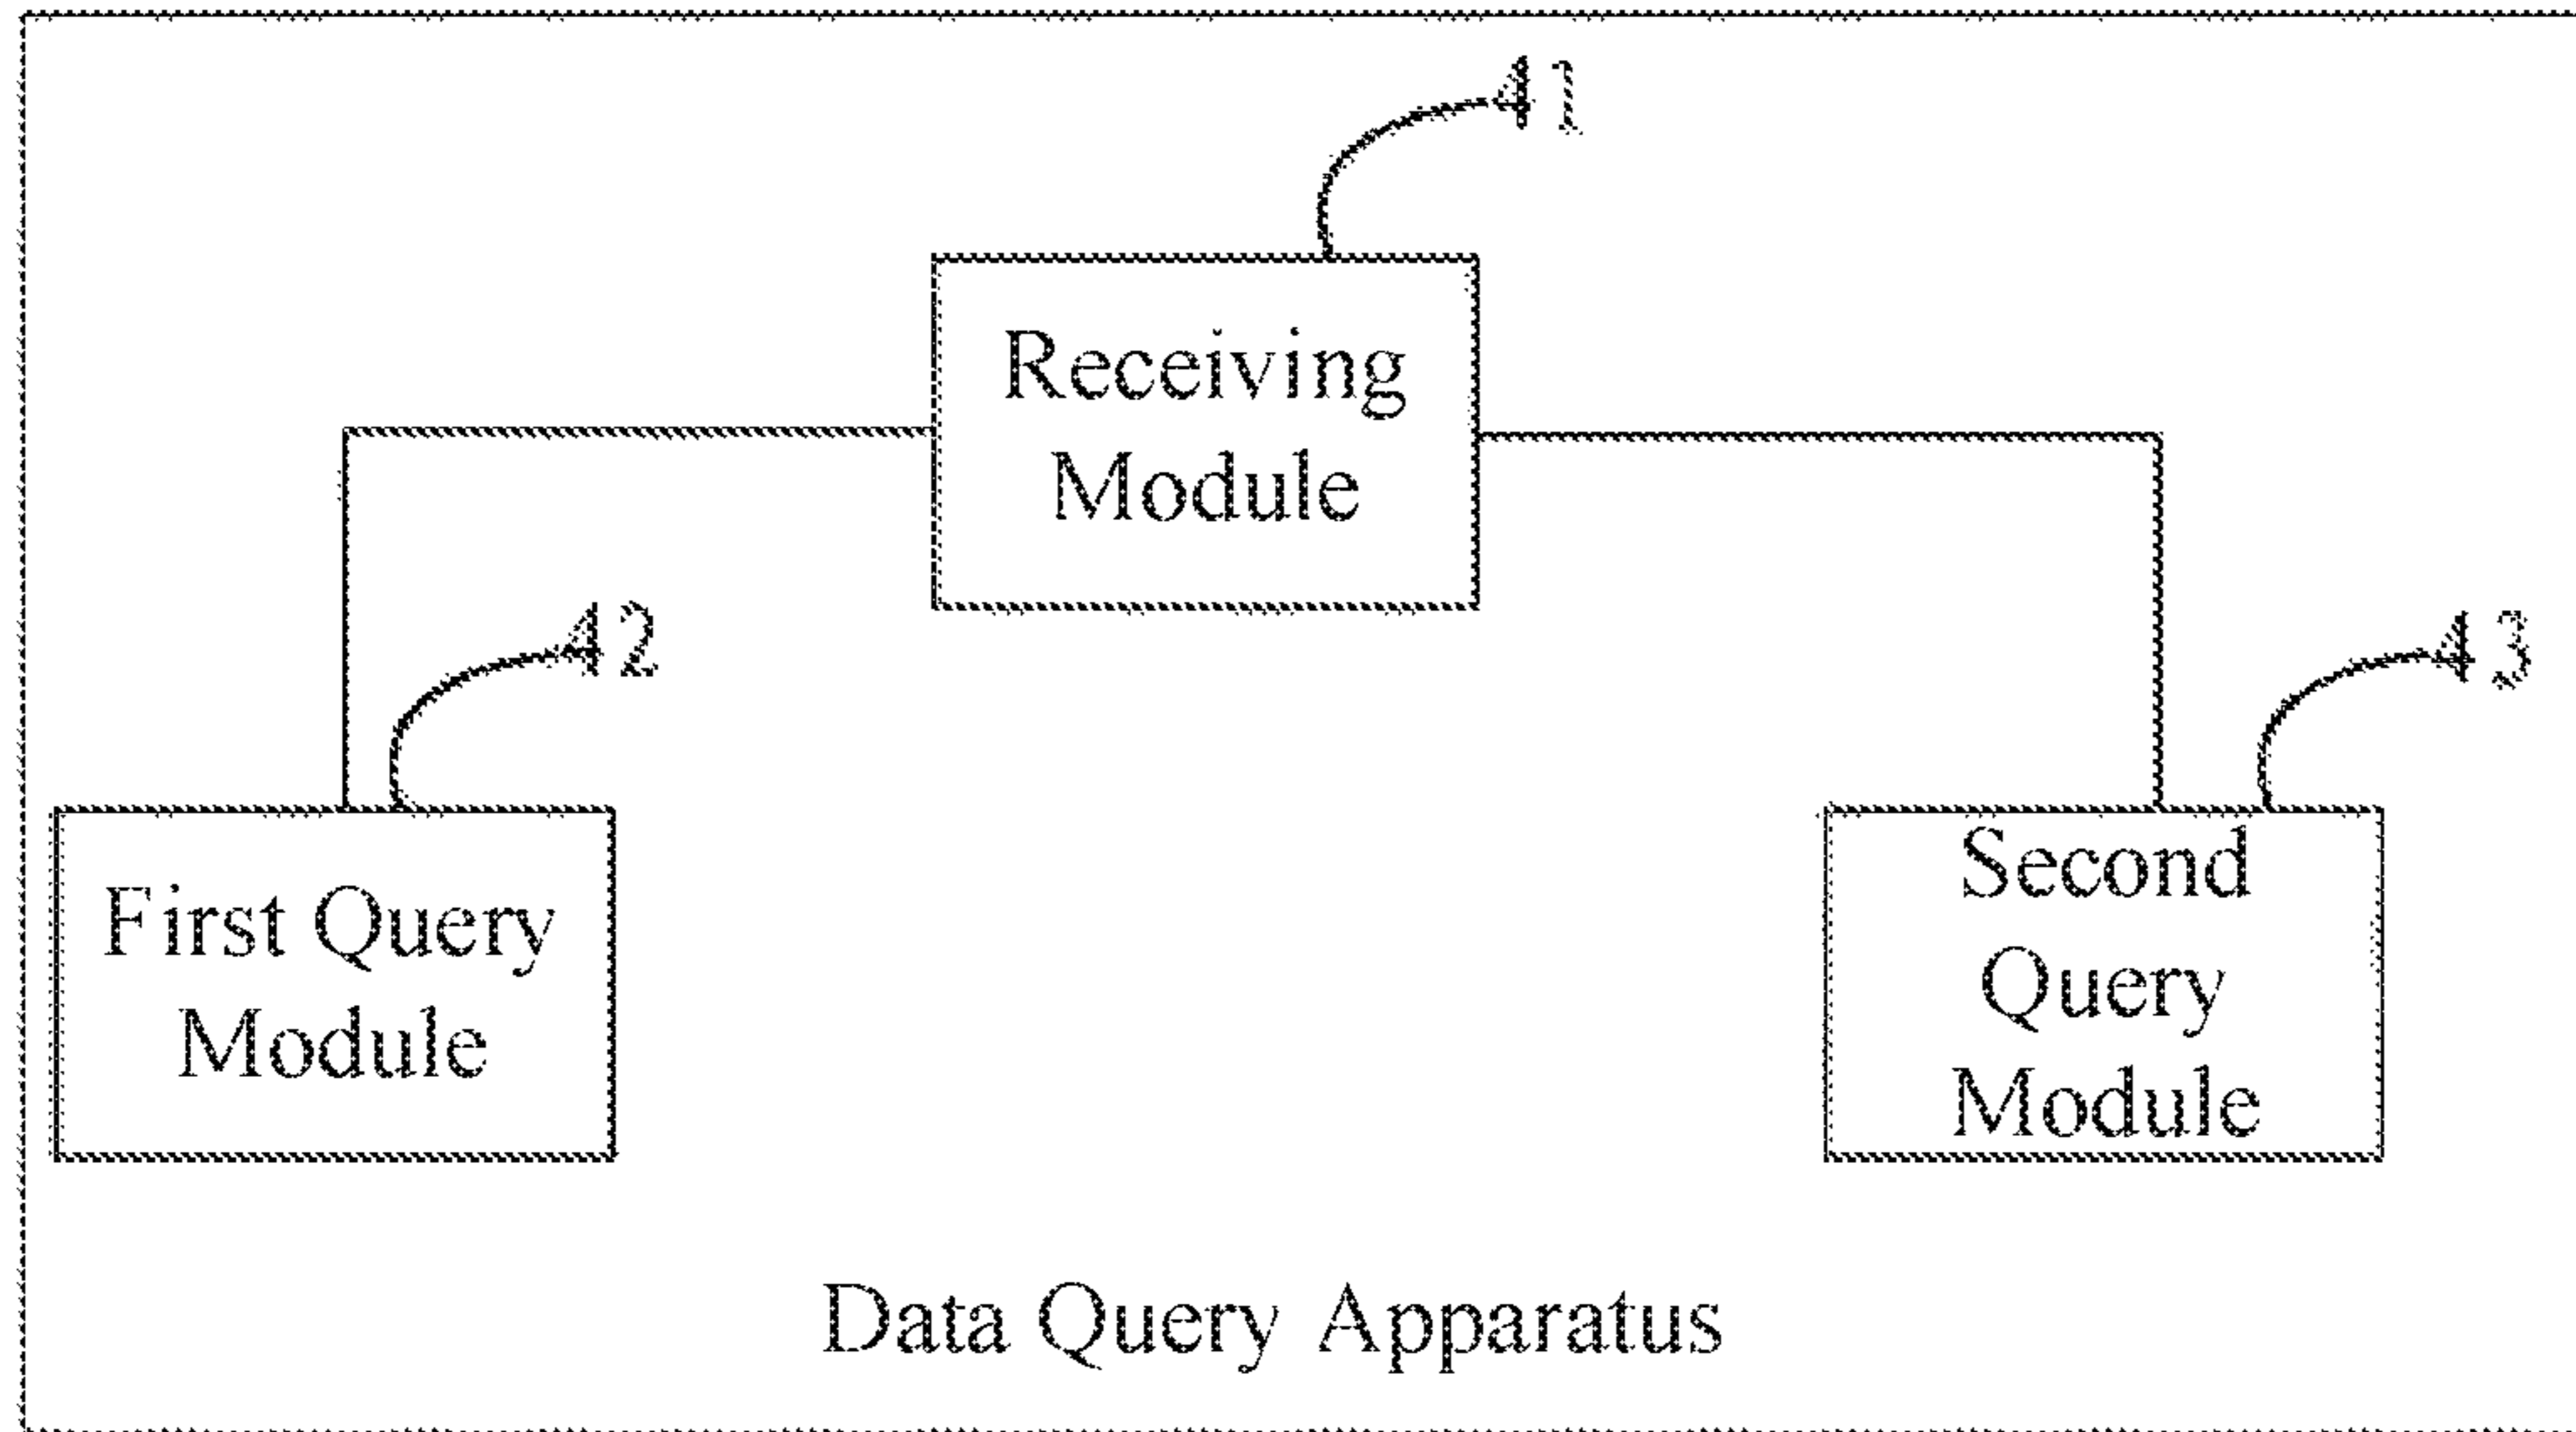 41
Receiving
Module
42
43
First Query
Module
Second
Query
Module
Data Query Apparatus